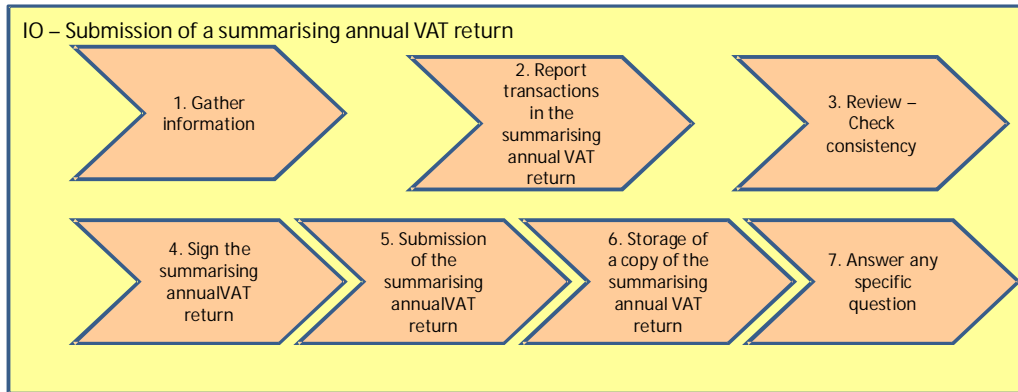 IO – Submission of a summarising annual VAT return
1. Gather
information
2. Report
transactions
in the
summarising
annual VAT
return
3. Review –
Check
consistency
4. Sign the
summarising
annualVAT
return
5. Submission
of the
summarising
annualVAT
return
6. Storage of
a copy of the
summarising
annual VAT
return
7. Answer any
specific
question